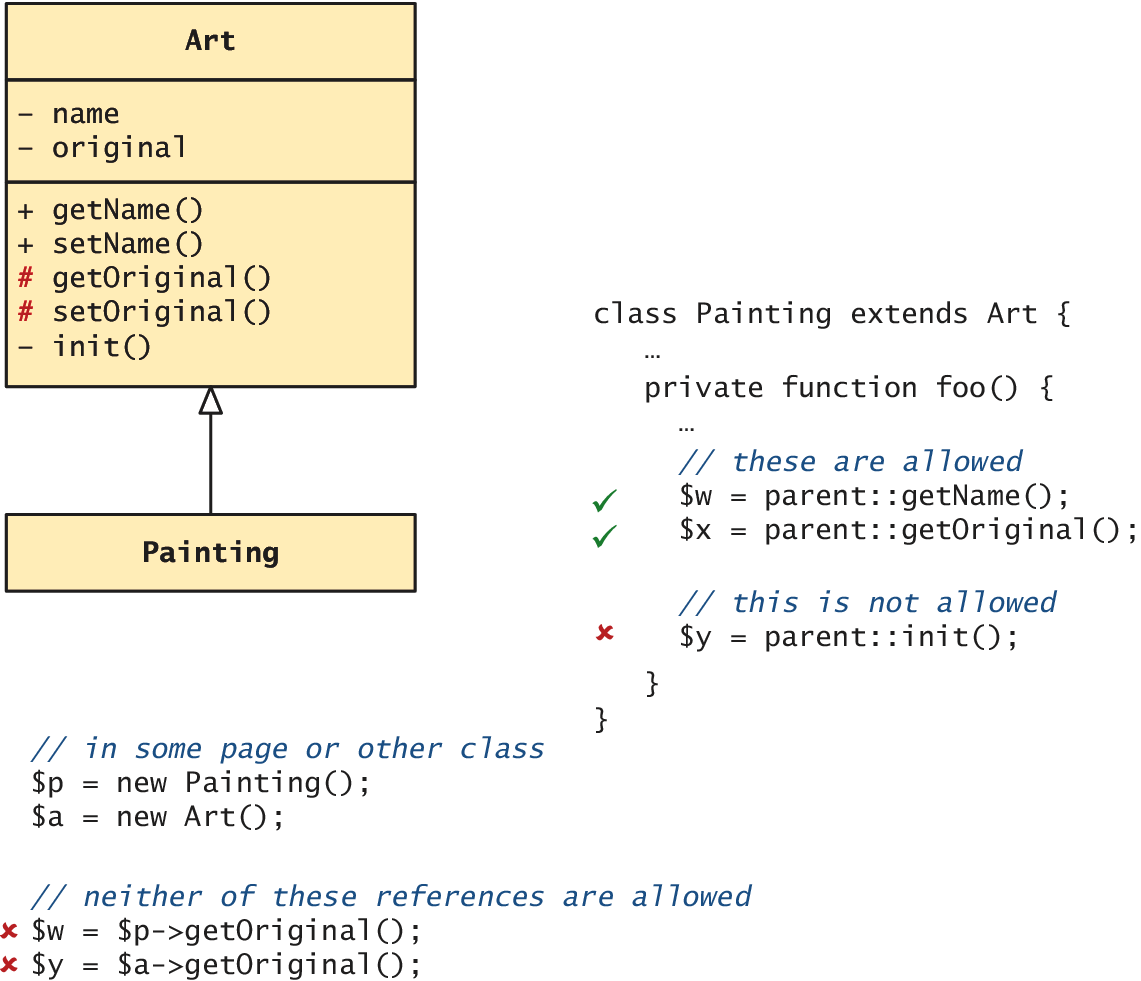 Art
- name
- original
+ getName()
+ setName()
# getOriginal()
# setOriginal()
- init()
Painting
class Painting extends Art {
…
private function foo() {
…
// these are allowed
✓ $w = parent::getName();
✓ $x = parent::getOriginal();
// this is not allowed
✘ $y = parent::init();
}
}
// in some page or other class
$p = new Painting();
$a = new Art();
// neither of these references are allowed
✘ $w = $p->getOriginal();
✘ $y = $a->getOriginal();